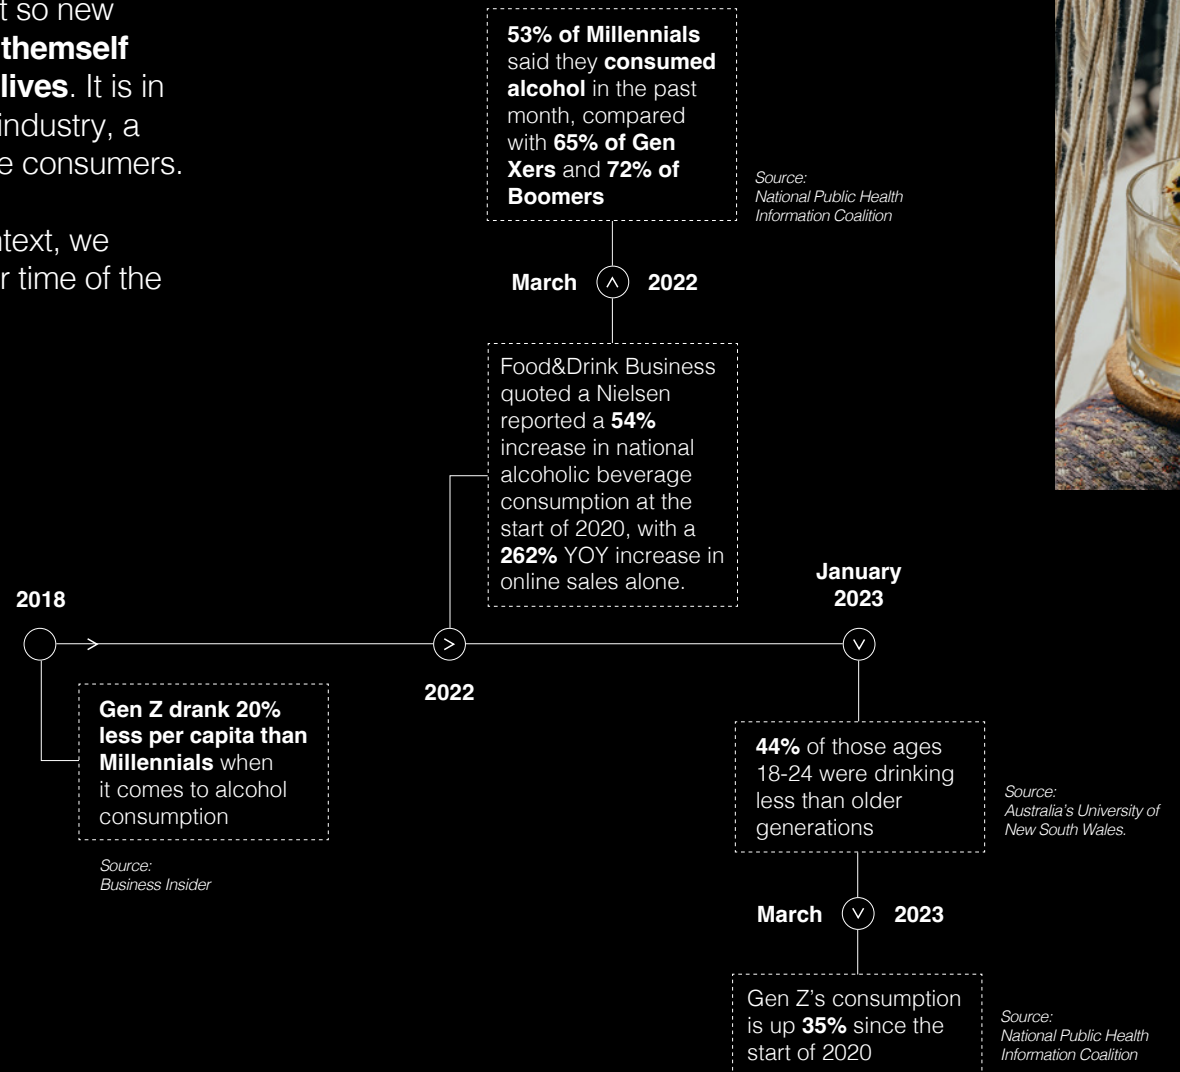 t so new
themself
lives. It is in
industry, a
e consumers.
ntext, we
r time of the
53% of Millennials
said they consumed
alcohol in the past
month, compared
with 65% of Gen
Xers and 72% of
Boomers
Source:
National Public Health
Information Coalition
March 2022
Food&Drink Business
quoted a Nielsen
reported a 54%
increase in national
alcoholic beverage
consumption at the
start of 2020, with a
262% YOY increase in
online sales alone.
2018
2022
January
2023
Gen Z drank 20%
less per capita than
Millennials when
it comes to alcohol
consumption
Source:
Business Insider
44% of those ages
18-24 were drinking
less than older
generations
Source:
Australia's University of
New South Wales.
March 2023
Gen Z's consumption
is up 35% since the
start of 2020
Source:
National Public Health
Information Coalition